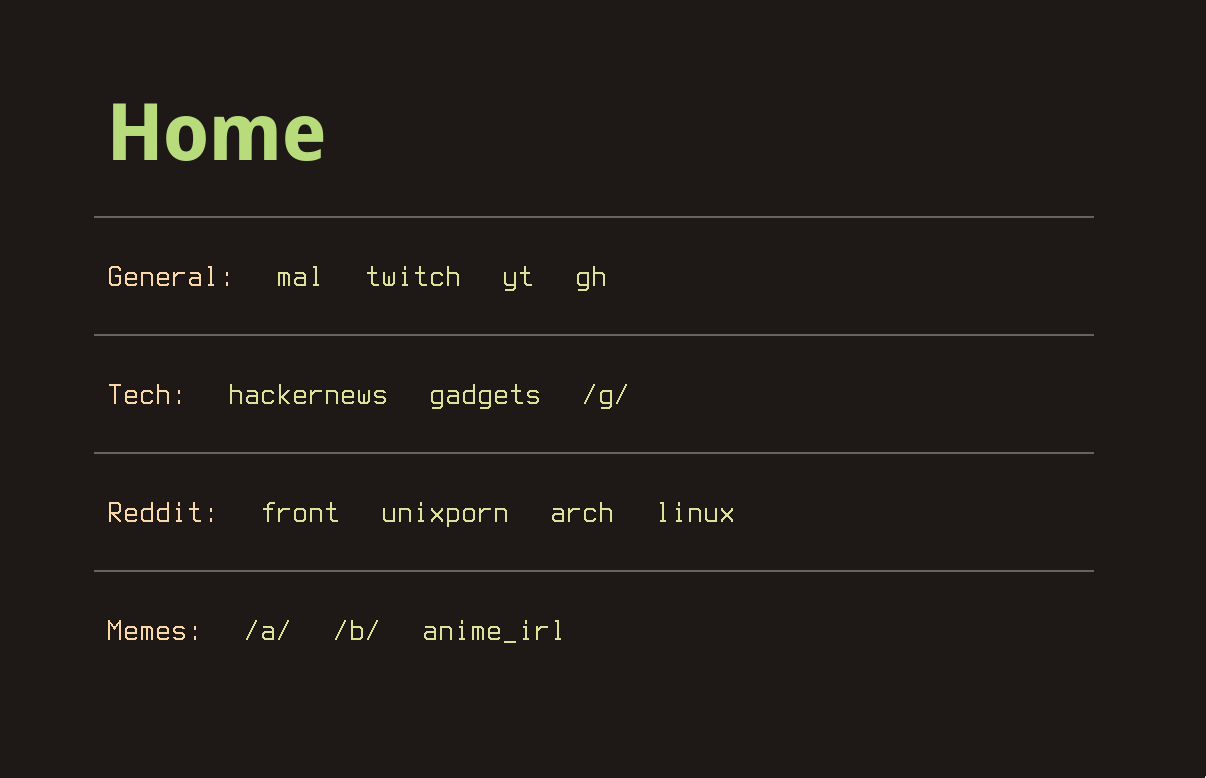 Home
General: mal twitch yt gh
Tech: hackernews gadgets /g/
Reddit: front unixporn arch linux
Memes: /a/ /b/ anime_irl